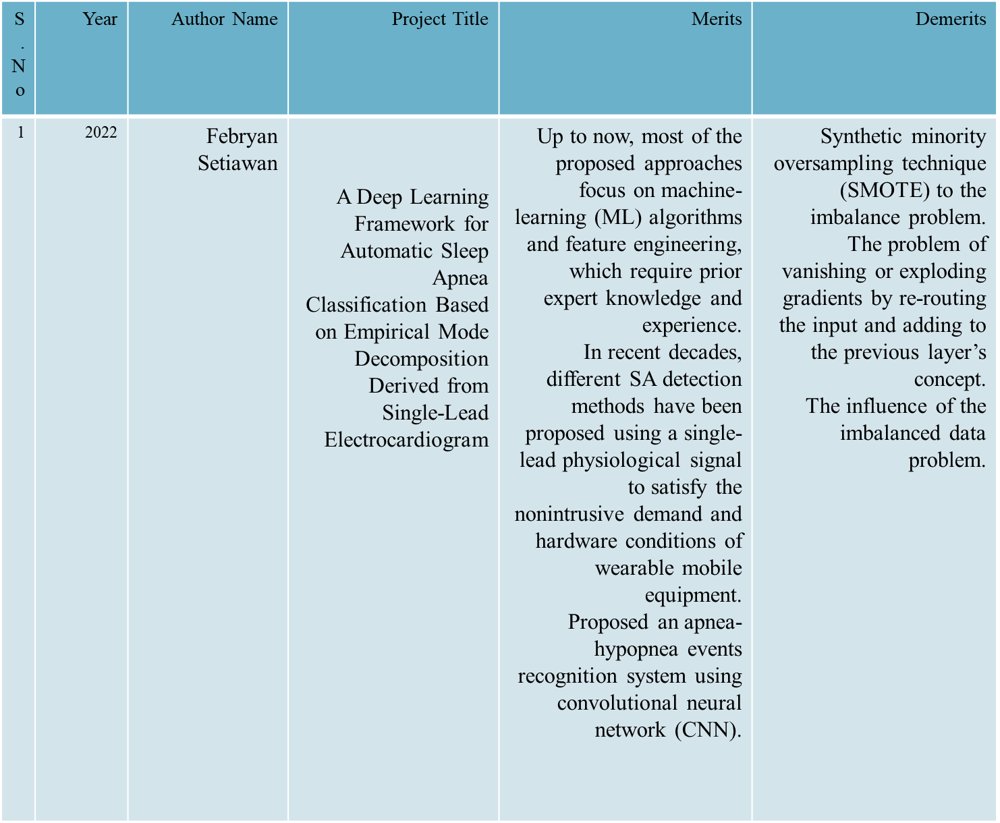 S
.
N
o
Year
Author Name
Project Title
Merits
Demerits
1
2022
Febryan
Setiawan
A Deep Learning
Framework for
Automatic Sleep
Apnea
Classification Based
on Empirical Mode
Decomposition
Derived from
Single-Lead
Electrocardiogram
Up to now, most of the
proposed approaches
focus on machine-
learning (ML) algorithms
and feature engineering,
which require prior
expert knowledge and
experience.
In recent decades,
different SA detection
methods have been
proposed using a single-
lead physiological signal
to satisfy the
nonintrusive demand and
hardware conditions of
wearable mobile
equipment.
Proposed an apnea-
hypopnea events
recognition system using
convolutional neural
network (CNN).
Synthetic minority
oversampling technique
(SMOTE) to the
imbalance problem.
The problem of
vanishing or exploding
gradients by re-routing
the input and adding to
the previous layer’s
concept.
The influence of the
imbalanced data
problem.